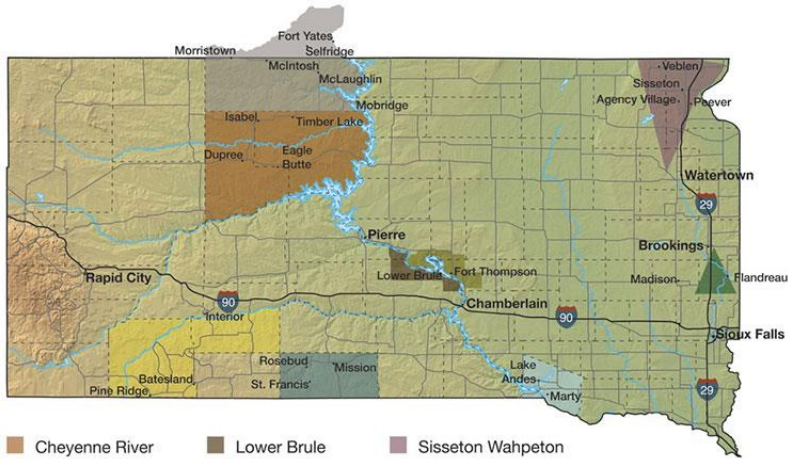 Fort Yates
Selfridge
Morristown
McIntosh
McLaughlin
Veblen
Sisseton
Agency Village
Peever
Mobridge
Isabel
Timber Lake
Dupree
Eagle
Butte
Watertown
29
Pierre
Brookings
Lower Brule
Fort Thompson
Madison
Flandreau
Rapid City
90
Chamberlain
Interior
90
Sioux Falls
Rosebud
Mission
Lake
Andes
Batesland
St. Francis
Pine Ridge
Marty
29
Cheyenne River
Lower Brule
Sisseton Wahpeton